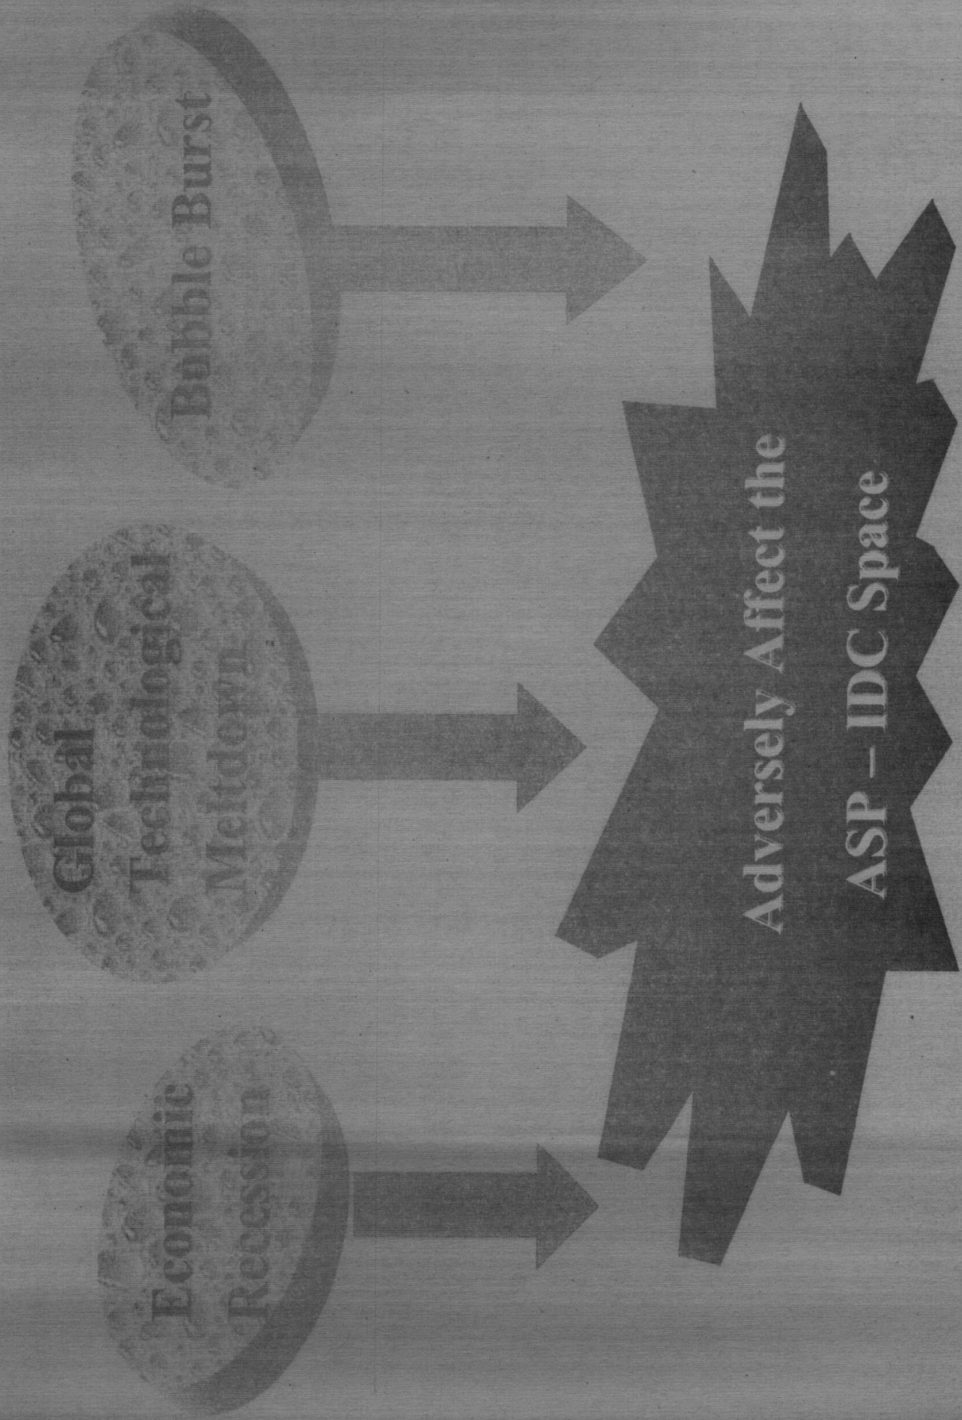 Economic
Recession
Global
Technological
Meltdown
Bubble Burst
Adversely Affect the
ASP – IDC Space